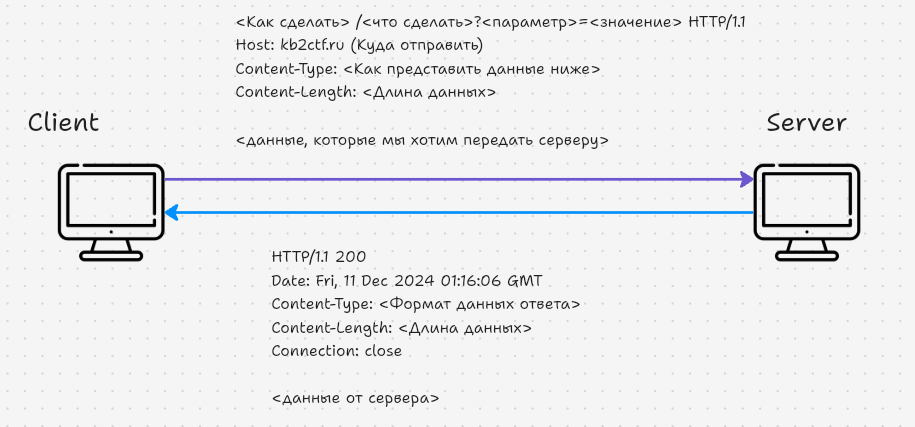 <Как сделать> /<что сделать>?<параметр>=<значение> HTTP/1.1
Host: kb2ctf.ru (Куда отправить)
Content-Type: <Как представить данные ниже>
Content-Length: <Длина данных>
<данные, которые мы хотим передать серверу>
Client
Server
HTTP/1.1 200
Date: Fri, 11 Dec 2024 01:16:06 GMT
Content-Type: <Формат данных ответа>
Content-Length: <Длина данных>
Connection: close
<данные от сервера>